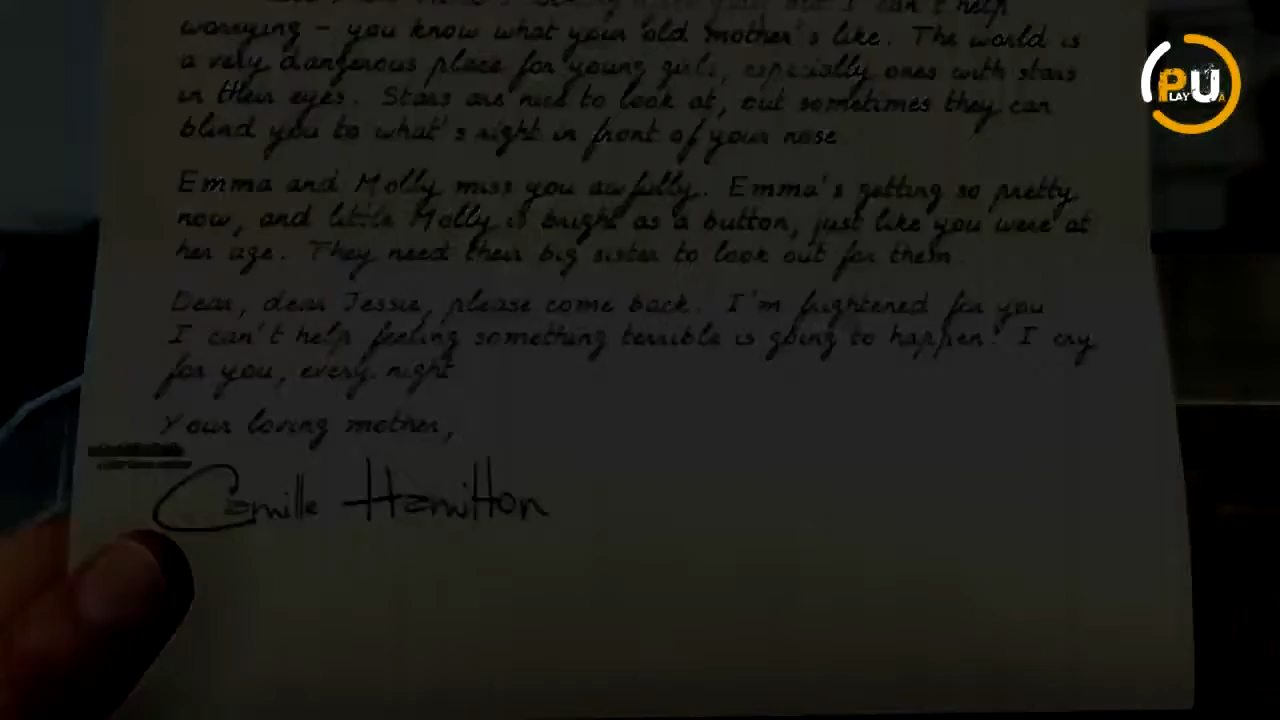 can't help
worrying – you know what your old mother's like. The world is
a very dangerous place for young girls, especially ones with stars
in their eyes. Stars are nice to look at, but sometimes they can
blind you to what's right in front of your nose
Emma and Molly miss you awfully. Emma's getting so pretty
now, and little Molly is bright as a button, just like you were at
her age. They need their big sister to look out for them.
Dear, dear Jessie, please come back. I'm frightened for you
I can't help feeling something terrible is going to happen. I cry
for you, every night
Your loving mother,
Camille Hamilton
PLAY U